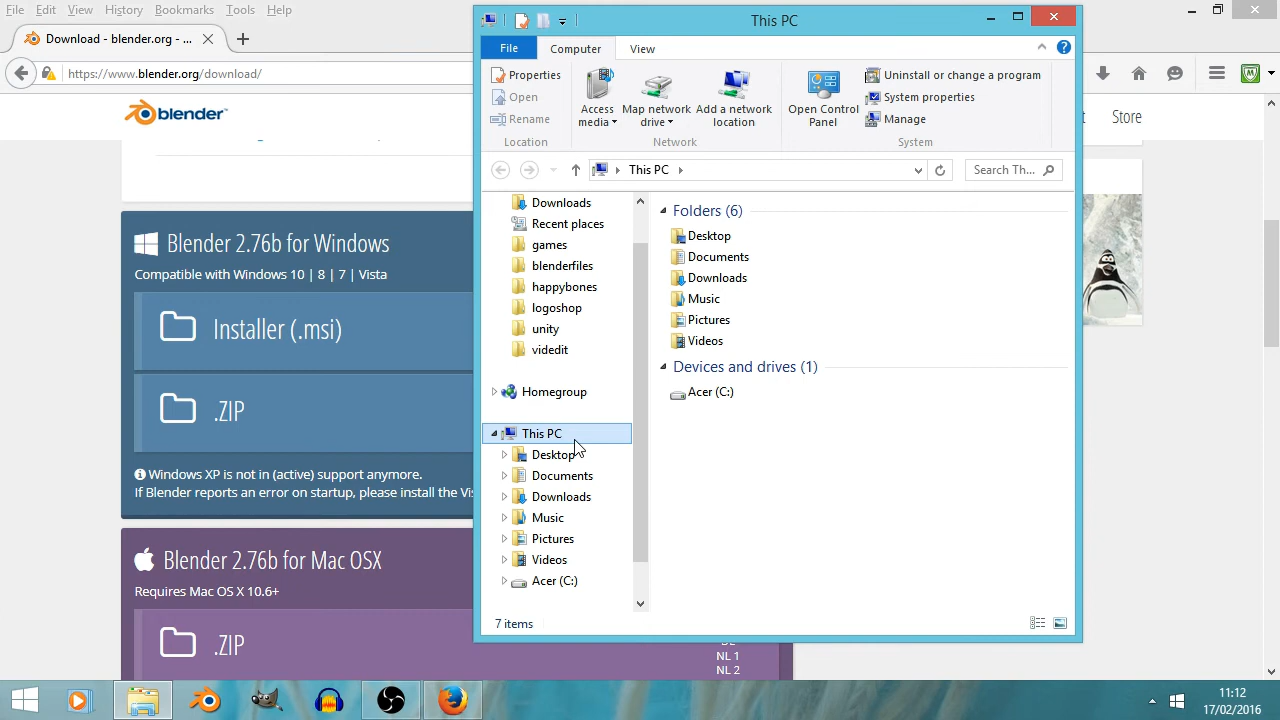 File Edit View History Bookmarks Tools Help
Download - blender.org - ...
https://www.blender.org/download/
blender
Store
Blender 2.76b for Windows
Compatible with Windows 10 | 8 | 7 | Vista
Installer (.msi)
.ZIP
Windows XP is not in (active) support anymore.
If Blender reports an error on startup, please install the
Blender 2.76b for Mac OSX
Requires Mac OS X 10.6+
.ZIP
NL 1
NL 2
This PC
File Computer View
Properties
Open
Rename
Location
Access media
Map network drive
Add a network location
Network
Open Control Panel
Uninstall or change a program
System properties
Manage
System
This PC
Search Th...
Downloads
Recent places
games
blenderfiles
happybones
logoshop
unity
videdit
Homegroup
This PC
Desktop
Documents
Downloads
Music
Pictures
Videos
Acer (C:)
Folders (6)
Desktop
Documents
Downloads
Music
Pictures
Videos
Devices and drives (1)
Acer (C:)
7 items
11:12
17/02/2016